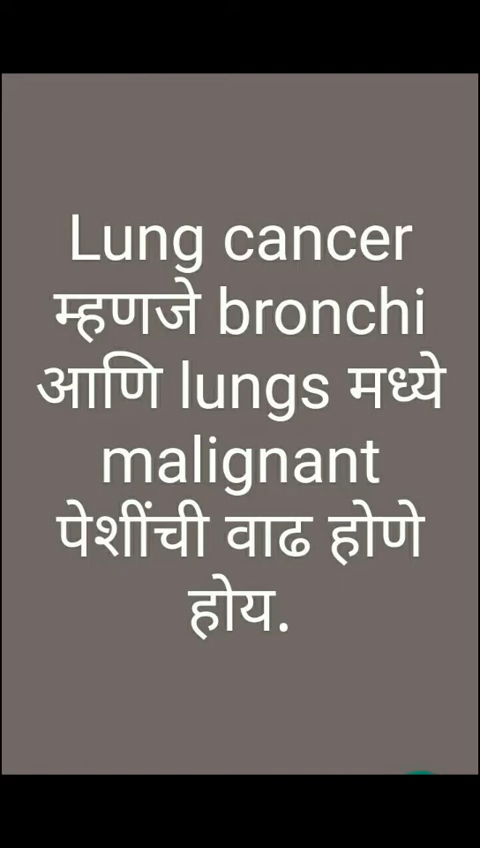 Lung cancer
म्हणजे bronchi
आणि lungs मध्ये
malignant
पेशींची वाढ होणे
होय.